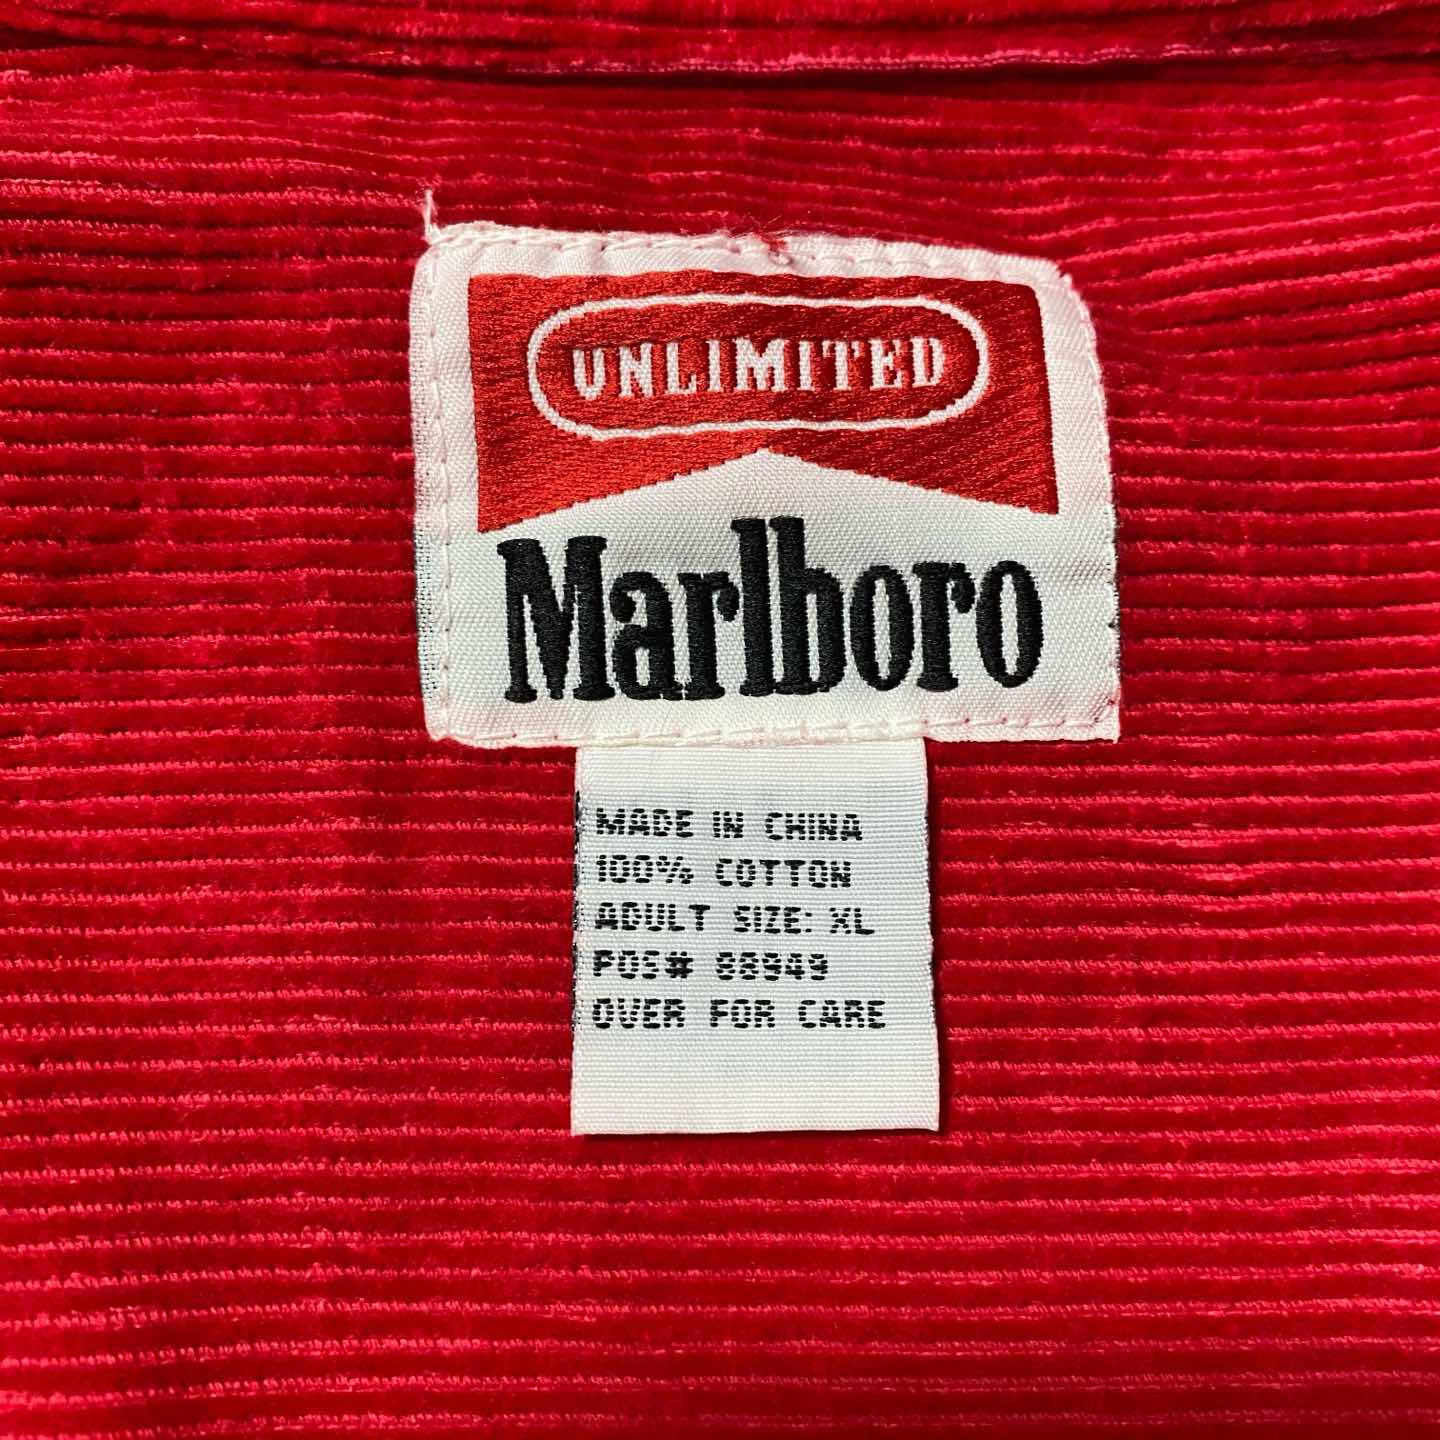 UNLIMITED
Marlboro
MADE IN CHINA
100% COTTON
ADULT SIZE: XL
POS# 88949
OVER FOR CARE